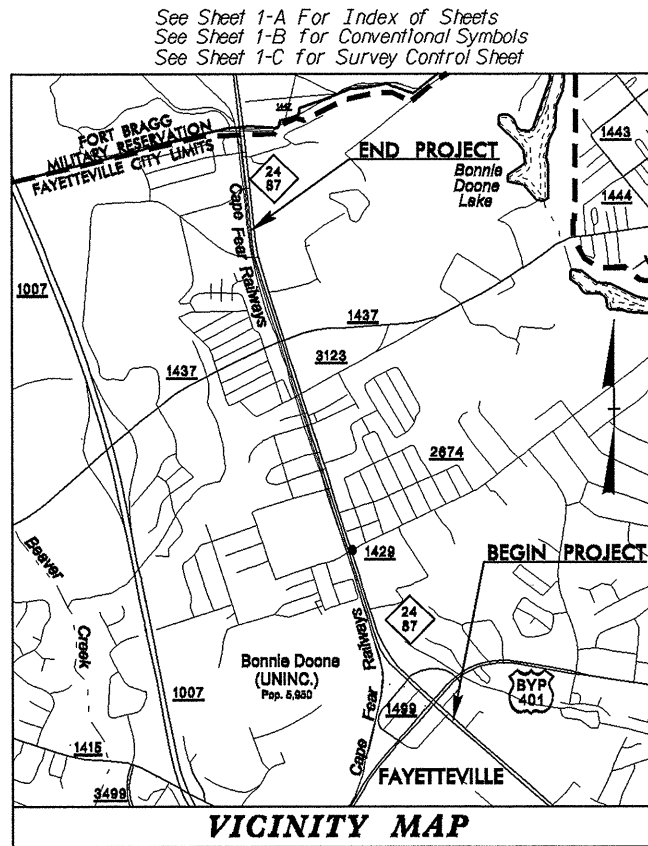 See Sheet 1-A For Index of Sheets
See Sheet 1-B for Conventional Symbols
See Sheet 1-C for Survey Control Sheet
FORT BRAGG
MILITARY RESERVATION
FAYETTEVILLE CITY LIMITS
24
87
END PROJECT
Bonnie
Doone
Lake
1443
1444
Cape Fear Railways
1007
1437
1437
3123
2674
1429
BEGIN PROJECT
Beaver
Creek
24
87
Bonnie Doone
(UNINC.)
Pop. 5,950
Cape Fear Railways
1007
1499
BYP
401
1415
3499
FAYETTEVILLE
VICINITY MAP